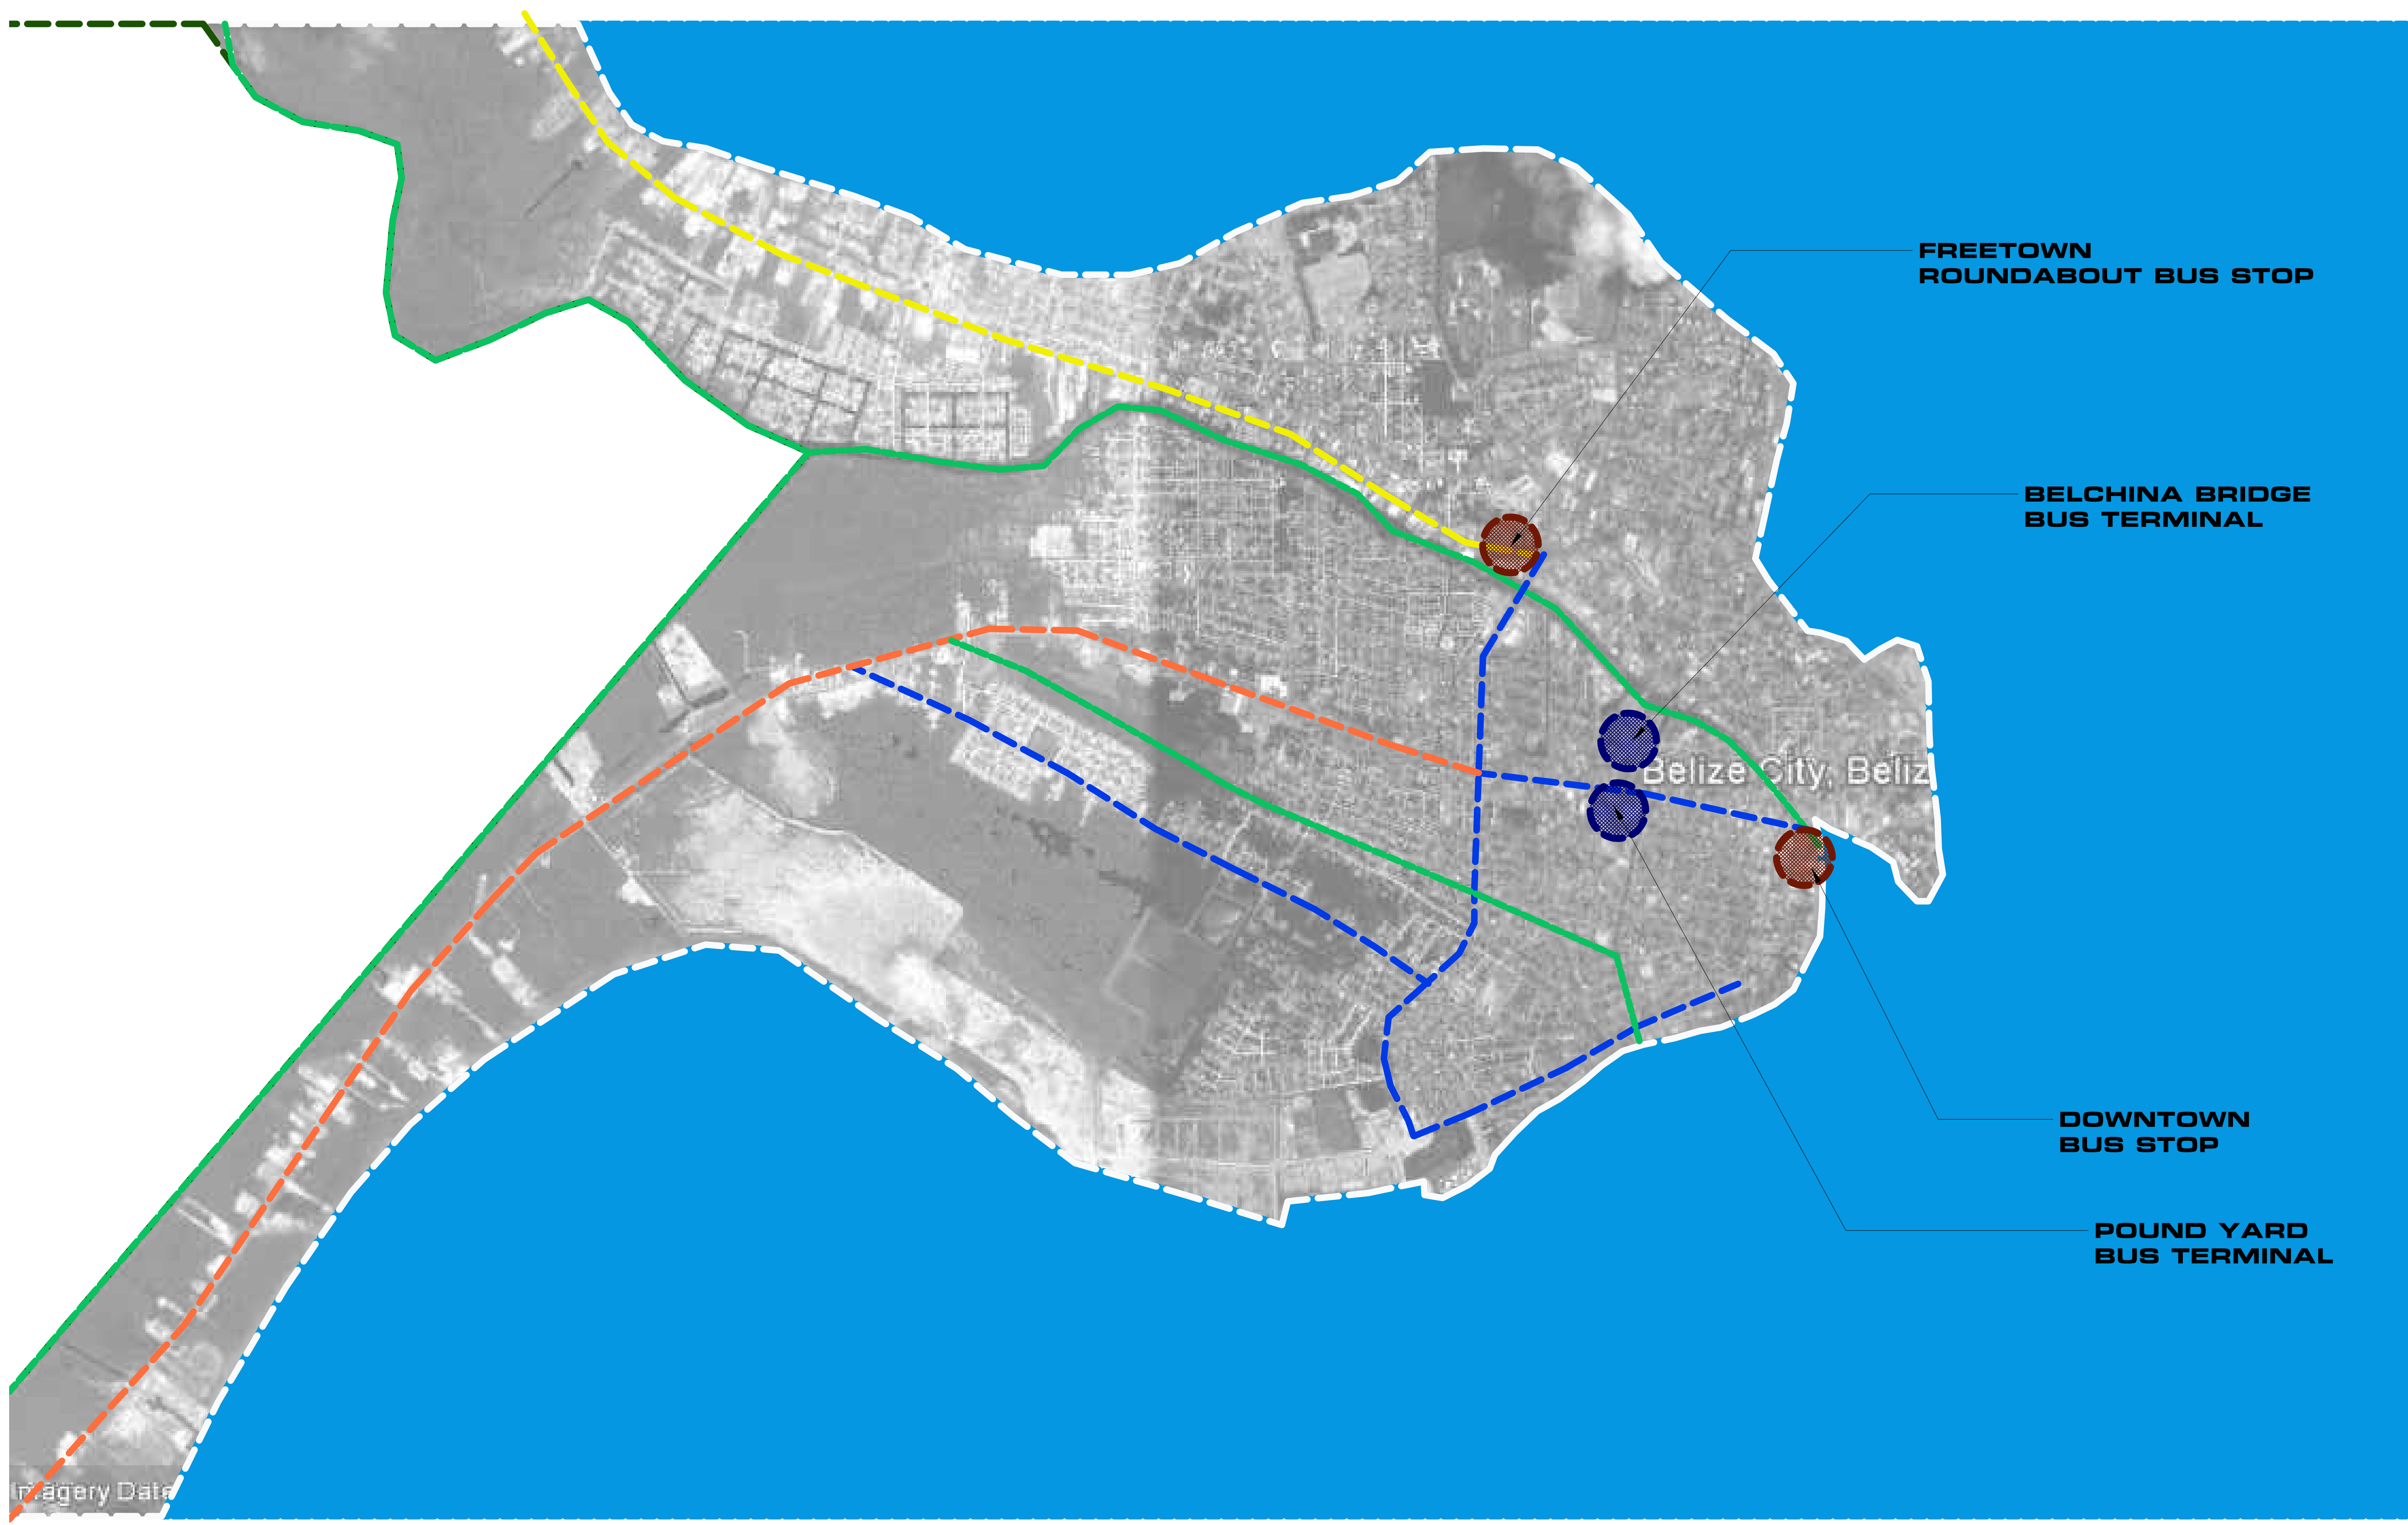 FREETOWN
ROUNDABOUT BUS STOP
BELCHINA BRIDGE
BUS TERMINAL
Belize City, Beliz
DOWNTOWN
BUS STOP
POUND YARD
BUS TERMINAL
Imagery Date